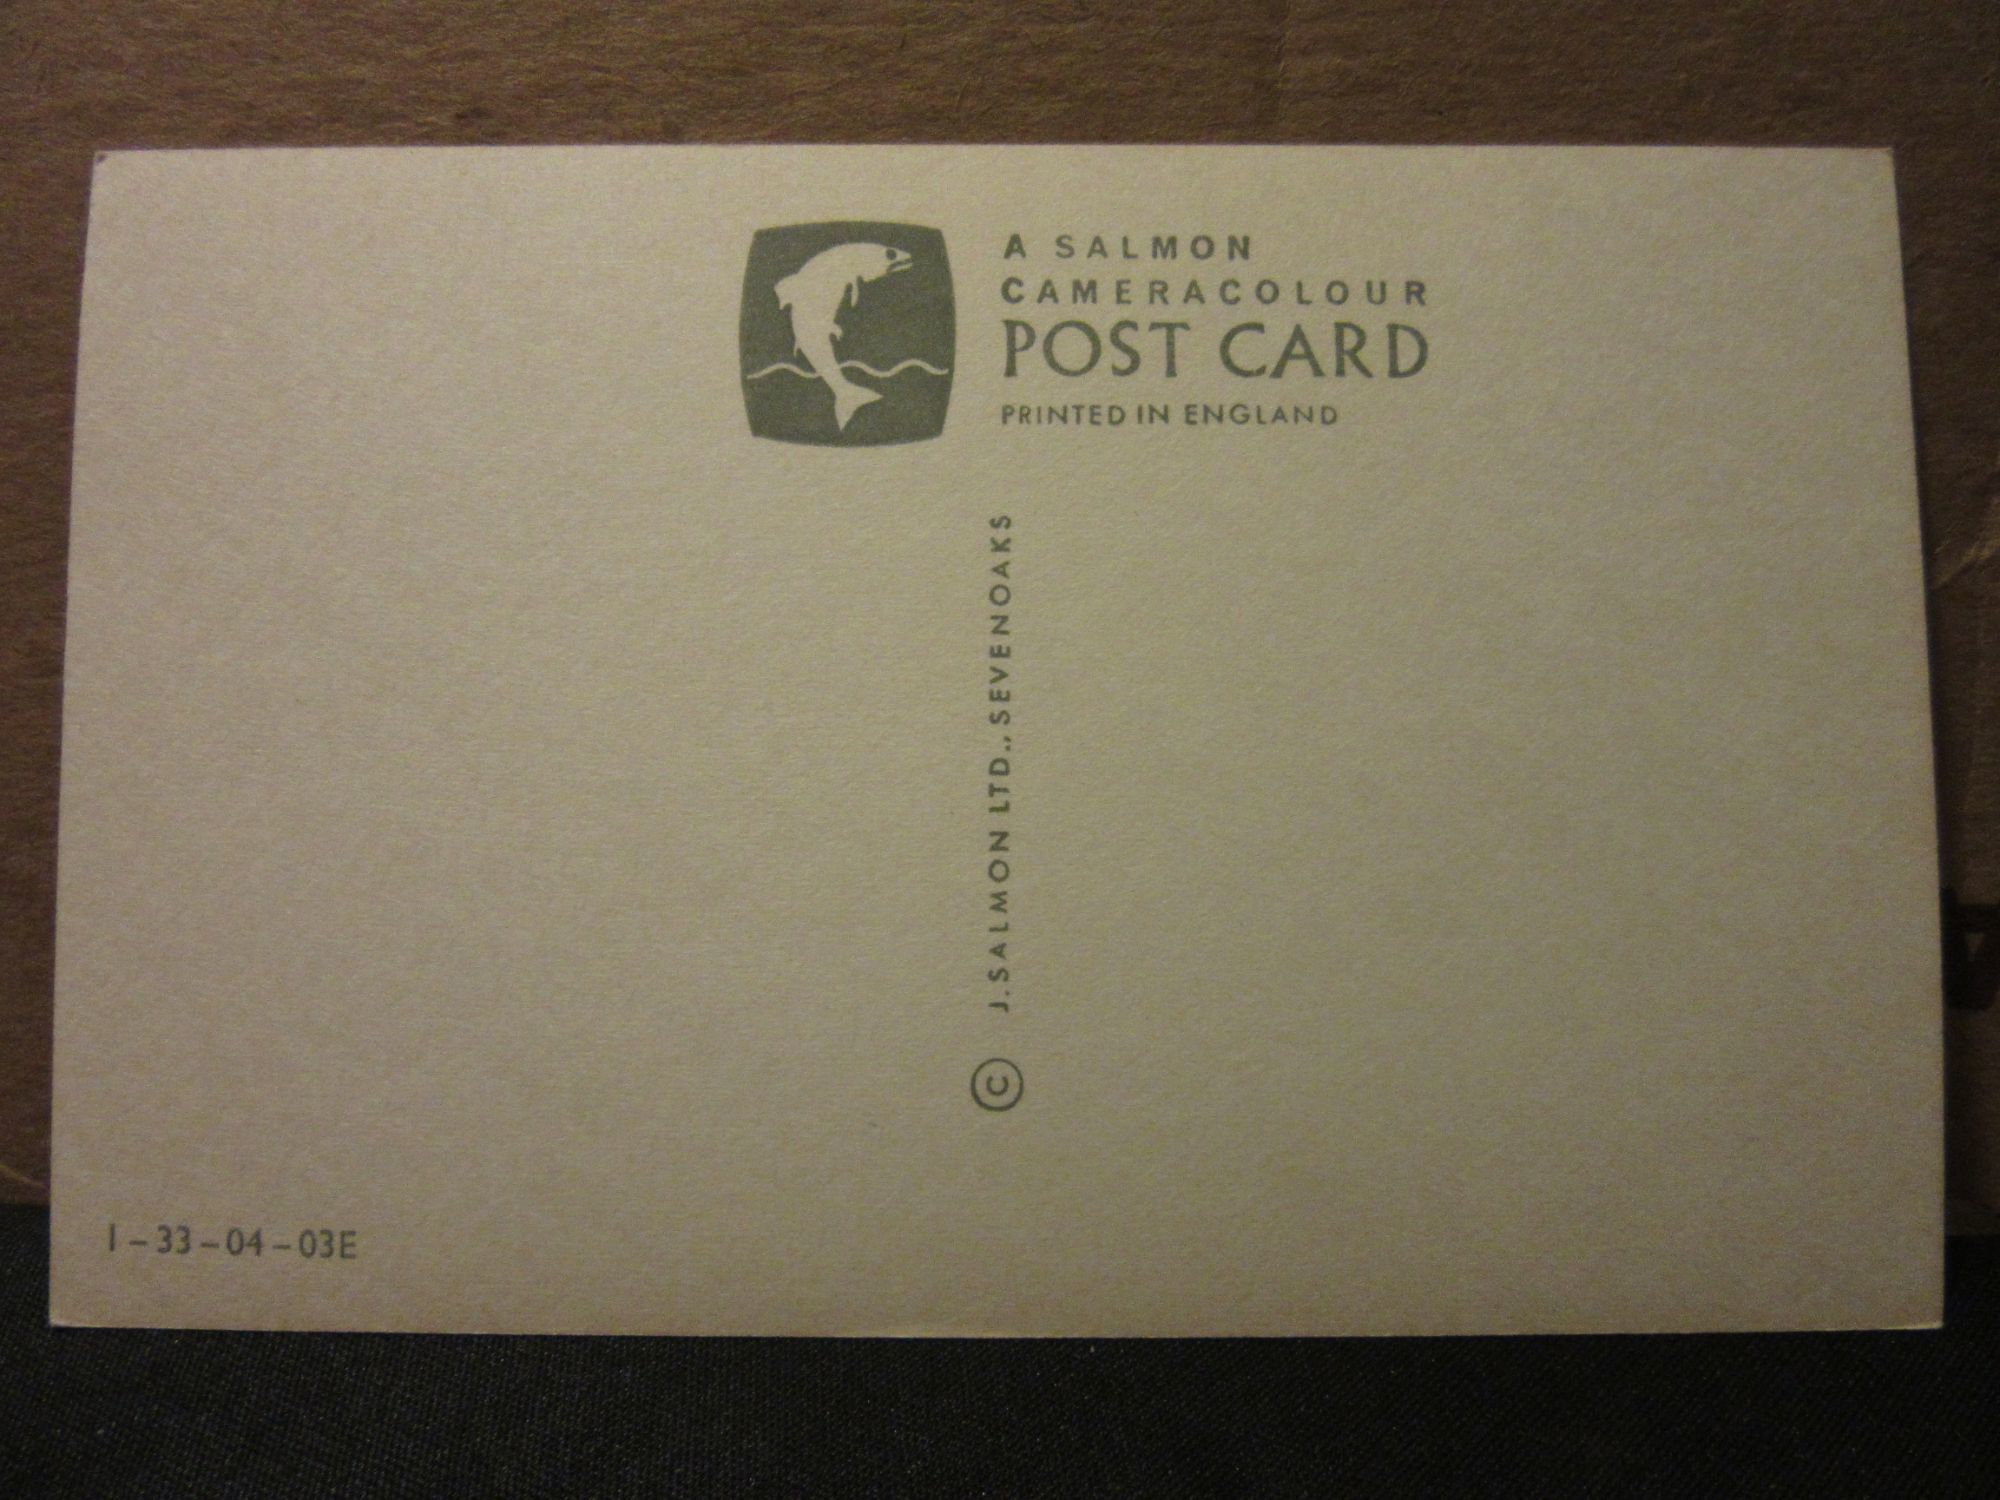 A SALMON
CAMERACOLOUR
POST CARD
PRINTED IN ENGLAND
© J. SALMON LTD., SEVENOAKS
1-33-04-03E